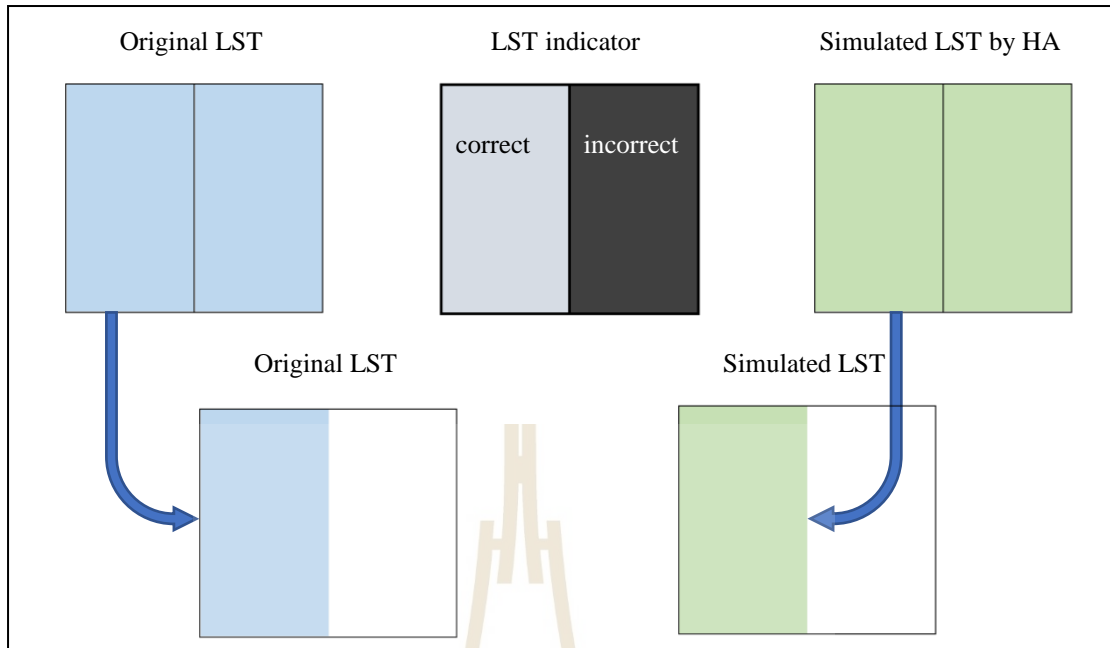 Original LST
LST indicator
Simulated LST by HA
correct
incorrect
Original LST
Simulated LST